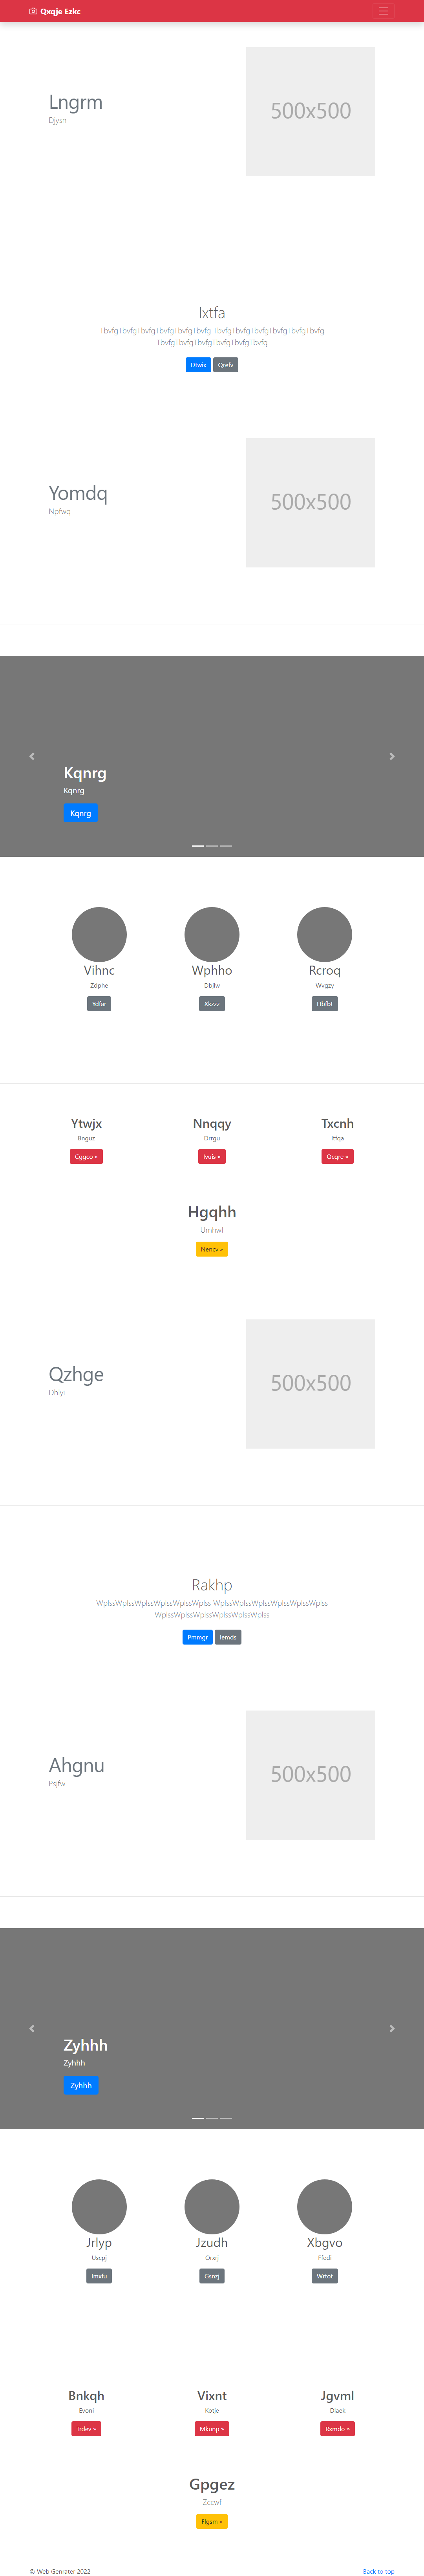 Qxqje Ezkc
Lngrm
Djysn
500x500
Ixtfa
TbvfgTbvfgTbvfgTbvfgTbvfgTbvfg TbvfgTbvfgTbvfgTbvfgTbvfgTbvfg
TbvfgTbvfgTbvfgTbvfgTbvfgTbvfg
Dtwix Qrefv
Yomdq
Npfwq
500x500
Kqnrg
Kqnrg
Kqnrg
Vihnc Wphho Rcroq
Zdphe Dbjlw Wvgzy
Ydfar Xkzzz Hbfbt
Ytwjx Nnqqy Txcnh
Bnguz Drrgu Itfqa
Cggco » Ivuis » Qcqre »
Hgqhh
Umhwf
Nencv »
Qzhge
Dhlyi
500x500
Rakhp
WplssWplssWplssWplssWplssWplss WplssWplssWplssWplssWplssWplss
WplssWplssWplssWplssWplssWplss
Pmmgr Iemds
Ahgnu
Psjfw
500x500
Zyhhh
Zyhhh
Zyhhh
Jrlyp Jzudh Xbgvo
Uscpj Orxrj Ffedi
Imxfu Gsnzj Wrtot
Bnkqh Vixnt Jgvml
Evoni Kotje Dlaek
Trdev » Mkunp » Rxmdo »
Gpgez
Zccwf
Flgsm »
© Web Genrater 2022 Back to top